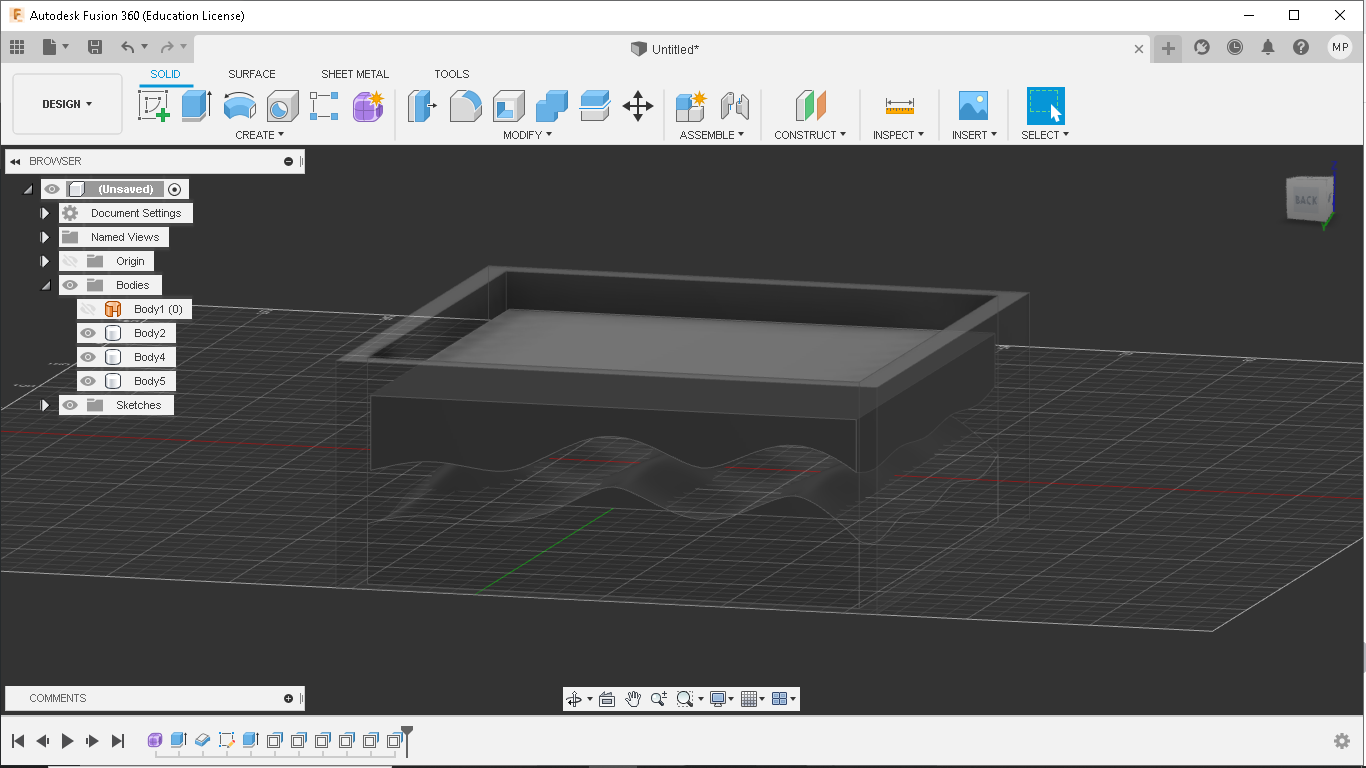 Autodesk Fusion 360 (Education License)
Untitled*
MP
SOLID SURFACE SHEET METAL TOOLS
DESIGN
CREATE MODIFY ASSEMBLE CONSTRUCT INSPECT INSERT SELECT
BROWSER
(Unsaved)
Document Settings
Named Views
Origin
Bodies
Body1 (0)
Body2
Body4
Body5
Sketches
BACK
COMMENTS